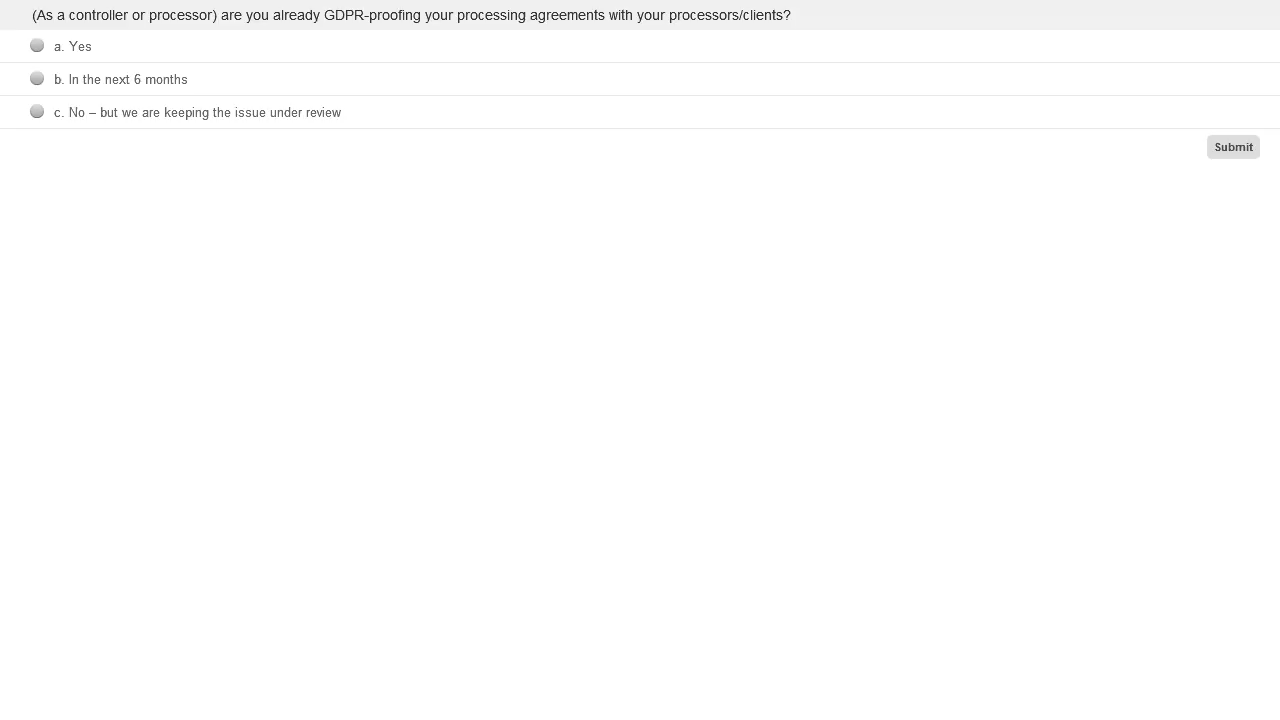 (As a controller or processor) are you already GDPR-proofing your processing agreements with your processors/clients?
a. Yes
b. In the next 6 months
c. No – but we are keeping the issue under review
Submit